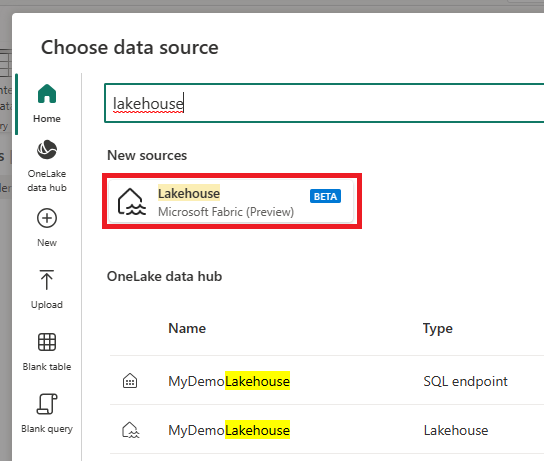 Choose data source
Home
OneLake
data hub
New
Upload
Blank table
Blank query
lakehouse
New sources
Lakehouse
BETA
Microsoft Fabric (Preview)
OneLake data hub
Name Type
MyDemoLakehouse SQL endpoint
MyDemoLakehouse Lakehouse